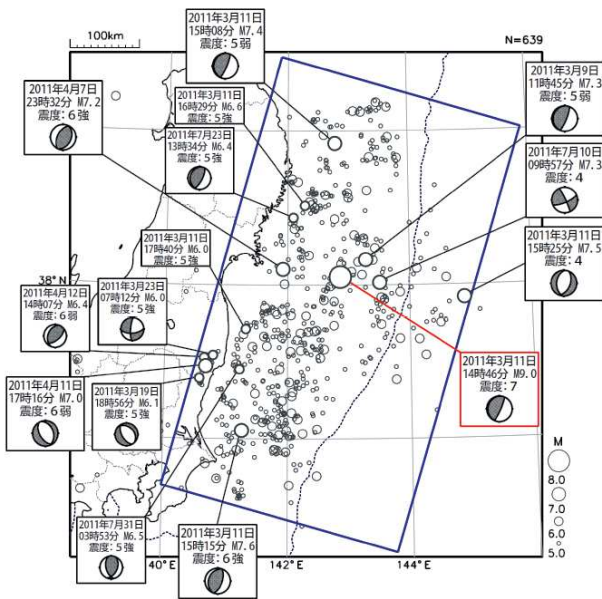 100km
N=639
2011年3月11日
15時08分 M7.4
震度：5弱
2011年3月9日
11時45分 M7.3
震度：5弱
2011年4月7日
23時32分 M7.2
震度：6強
2011年3月11日
16時29分 M6.6
震度：5強
2011年7月23日
13時34分 M6.4
震度：5強
2011年7月10日
09時57分 M7.3
震度：4
2011年3月11日
17時40分 M6.0
震度：5強
2011年3月11日
15時25分 M7.5
震度：4
38°N
2011年4月12日
14時07分 M6.4
震度：6弱
2011年3月23日
07時12分 M6.0
震度：5強
2011年3月11日
14時46分 M9.0
震度：7
2011年4月11日
17時16分 M7.0
震度：6弱
2011年3月19日
18時56分 M6.1
震度：5強
M
8.0
7.0
6.0
5.0
2011年7月31日
03時53分 M6.5
震度：5強
2011年3月11日
15時15分 M7.6
震度：6強
140°E
142°E
144°E